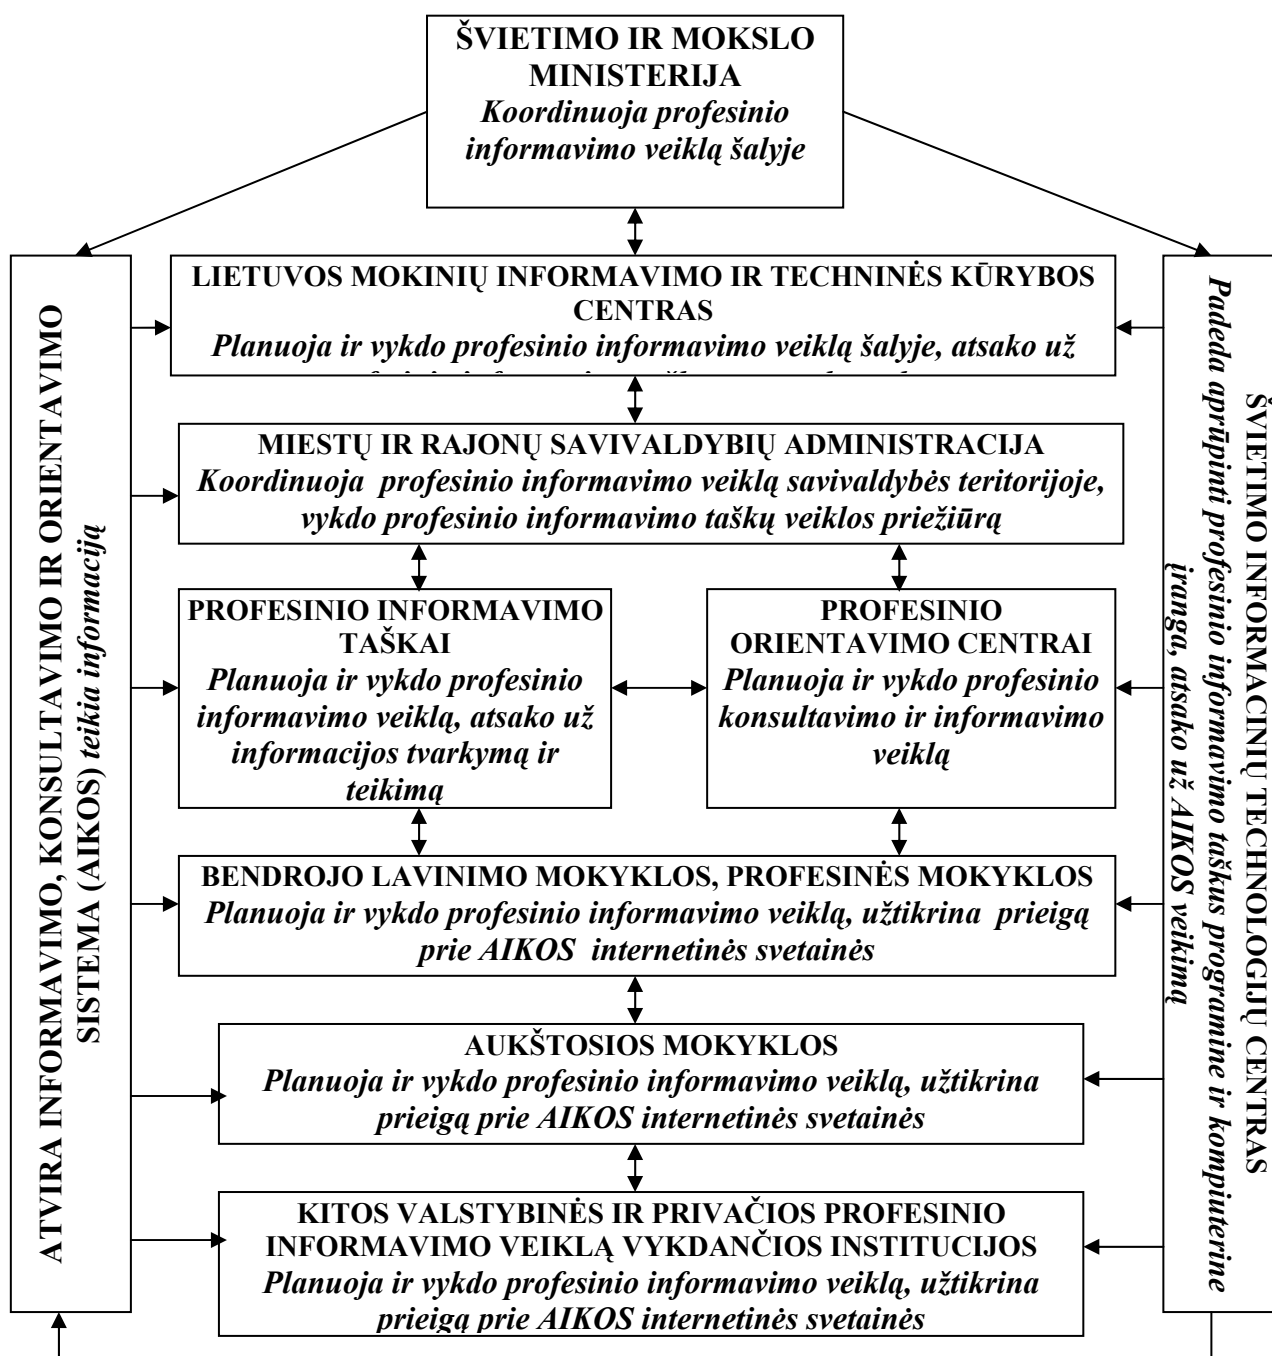 ŠVIETIMO IR MOKSLO
MINISTERIJA
Koordinuoja profesinio
informavimo veiklą šalyje
ATVIRA INFORMAVIMO, KONSULTAVIMO IR ORIENTAVIMO
SISTEMA (AIKOS) teikia informaciją
LIETUVOS MOKINIŲ INFORMAVIMO IR TECHNINĖS KŪRYBOS
CENTRAS
Planuoja ir vykdo profesinio informavimo veiklą šalyje, atsako už
MIESTŲ IR RAJONŲ SAVIVALDYBIŲ ADMINISTRACIJA
Koordinuoja profesinio informavimo veiklą savivaldybės teritorijoje,
vykdo profesinio informavimo taškų veiklos priežiūrą
PROFESINIO INFORMAVIMO
TAŠKAI
Planuoja ir vykdo profesinio
informavimo veiklą, atsako už
informacijos tvarkymą ir
teikimą
PROFESINIO
ORIENTAVIMO CENTRAI
Planuoja ir vykdo profesinio
konsultavimo ir informavimo
veiklą
BENDROJO LAVINIMO MOKYKLOS, PROFESINĖS MOKYKLOS
Planuoja ir vykdo profesinio informavimo veiklą, užtikrina prieigą
prie AIKOS internetinės svetainės
AUKŠTOSIOS MOKYKLOS
Planuoja ir vykdo profesinio informavimo veiklą, užtikrina
prieigą prie AIKOS internetinės svetainės
KITOS VALSTYBINĖS IR PRIVAČIOS PROFESINIO
INFORMAVIMO VEIKLĄ VYKDANČIOS INSTITUCIJOS
Planuoja ir vykdo profesinio informavimo veiklą, užtikrina
prieigą prie AIKOS internetinės svetainės
ŠVIETIMO INFORMACINIŲ TECHNOLOGIJŲ CENTRAS
Padeda aprūpinti profesinio informavimo taškus programine ir kompiuterine
įranga, atsako už AIKOS veikimą